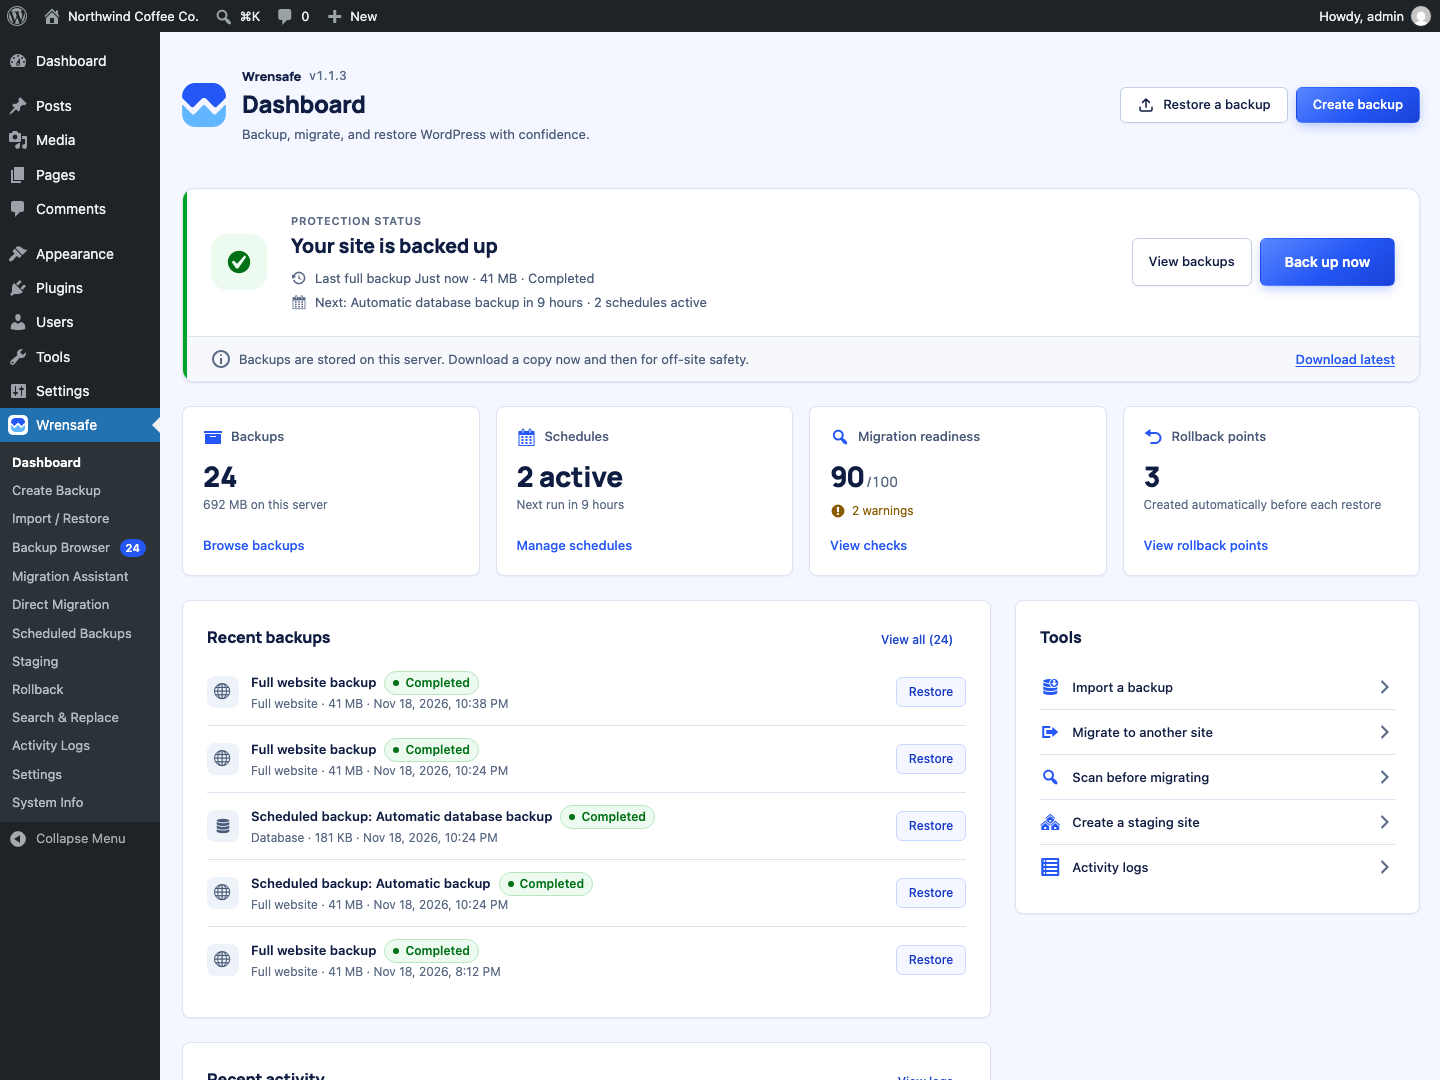 Northwind Coffee Co.
⌘K
0
New
Howdy, admin
Dashboard
Posts
Media
Pages
Comments
Appearance
Plugins
Users
Tools
Settings
Wrensafe
Dashboard
Create Backup
Import / Restore
Backup Browser 24
Migration Assistant
Direct Migration
Scheduled Backups
Staging
Rollback
Search & Replace
Activity Logs
Settings
System Info
Collapse Menu
Wrensafe v1.1.3
Dashboard
Backup, migrate, and restore WordPress with confidence.
Restore a backup
Create backup
PROTECTION STATUS
Your site is backed up
Last full backup Just now · 41 MB · Completed
Next: Automatic database backup in 9 hours · 2 schedules active
View backups
Back up now
Backups are stored on this server. Download a copy now and then for off-site safety.
Download latest
Backups
24
692 MB on this server
Browse backups
Schedules
2 active
Next run in 9 hours
Manage schedules
Migration readiness
90 /100
2 warnings
View checks
Rollback points
3
Created automatically before each restore
View rollback points
Recent backups
View all (24)
Full website backup Completed
Full website · 41 MB · Nov 18, 2026, 10:38 PM
Restore
Full website backup Completed
Full website · 41 MB · Nov 18, 2026, 10:24 PM
Restore
Scheduled backup: Automatic database backup Completed
Database · 181 KB · Nov 18, 2026, 10:24 PM
Restore
Scheduled backup: Automatic backup Completed
Full website · 41 MB · Nov 18, 2026, 10:24 PM
Restore
Full website backup Completed
Full website · 41 MB · Nov 18, 2026, 8:12 PM
Restore
Tools
Import a backup
Migrate to another site
Scan before migrating
Create a staging site
Activity logs
Recent activity
View logs